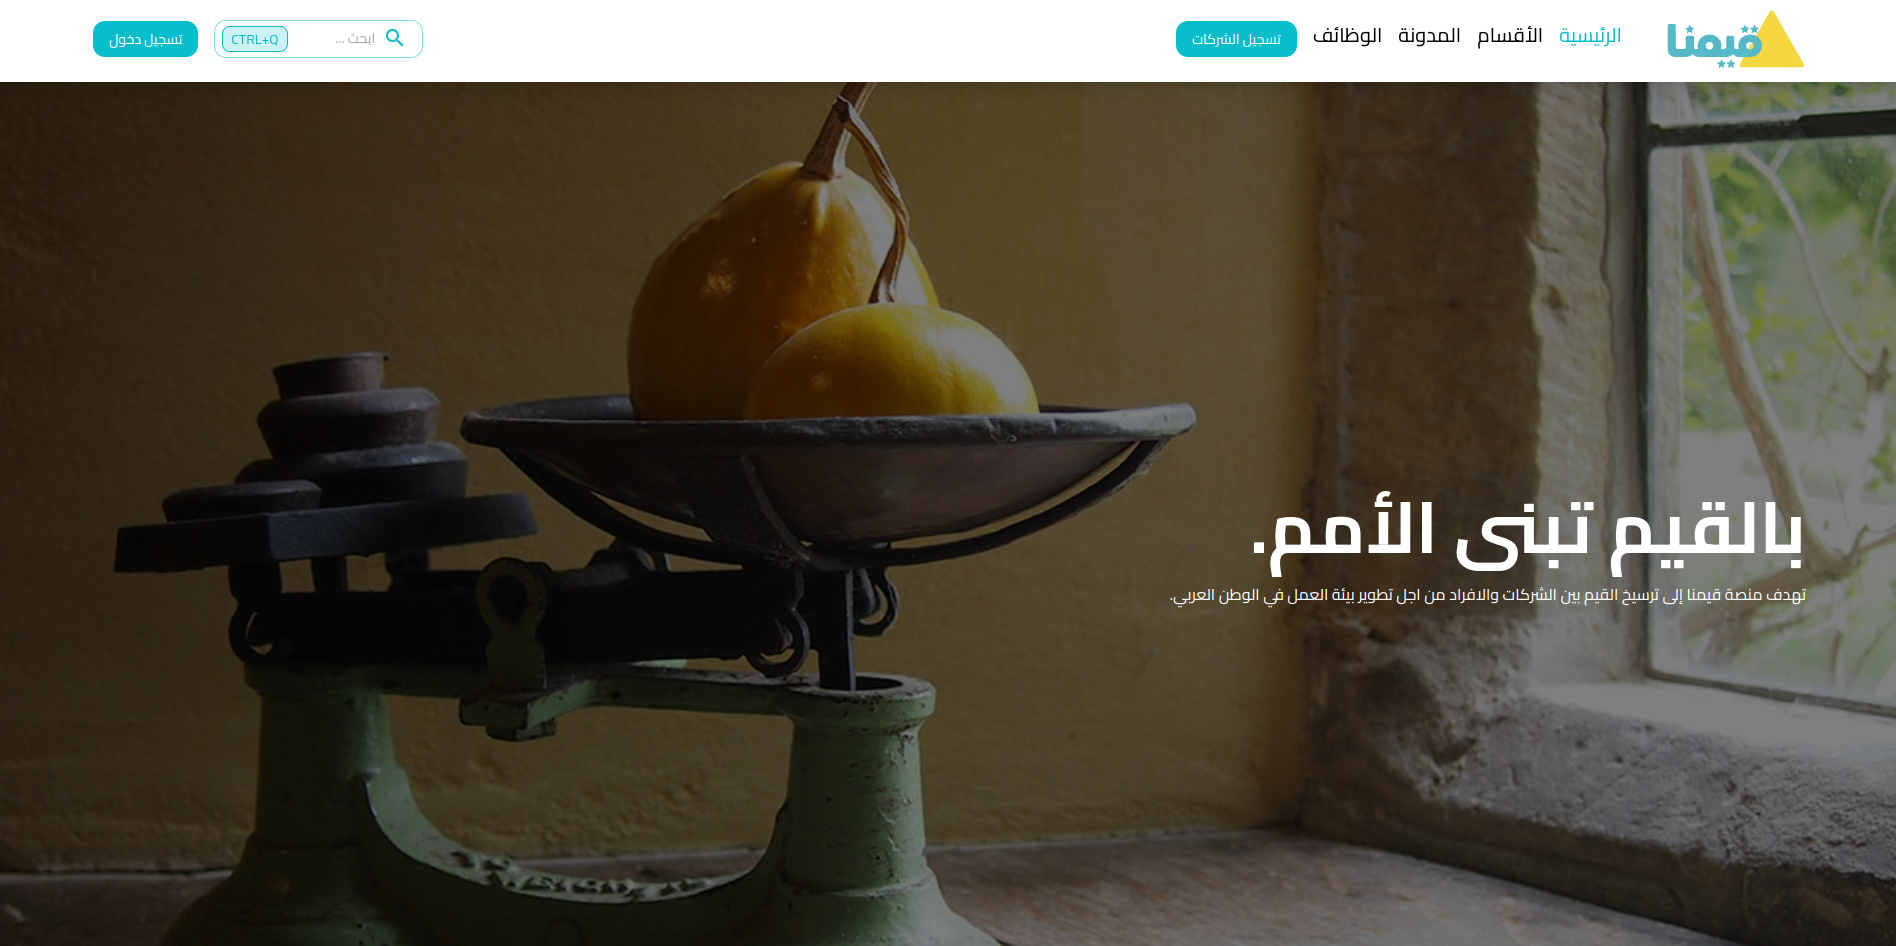 قيمنا
الرئيسية
الأقسام
المدونة
الوظائف
تسجيل الشركات
ابحث ...
CTRL+Q
تسجيل دخول
بالقيم تبنى الأمم.
تهدف منصة قيمنا إلى ترسيخ القيم بين الشركات والافراد من اجل تطوير بيئة العمل في الوطن العربي.